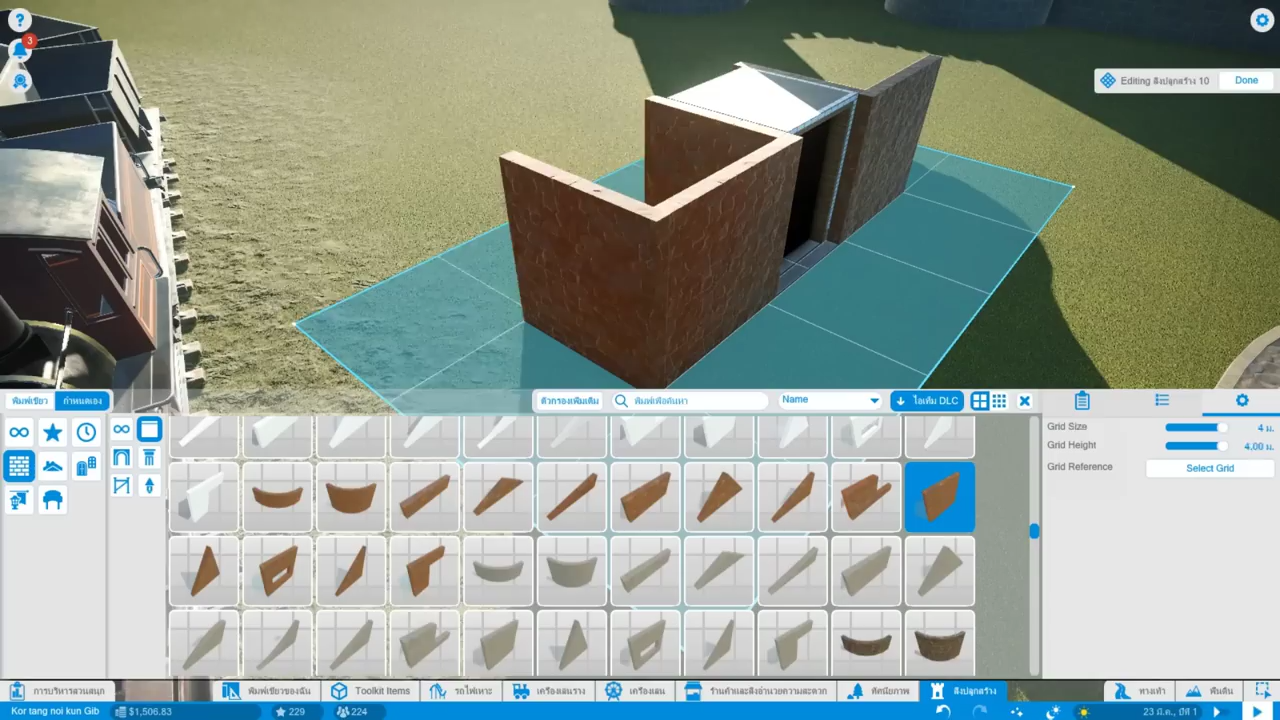 ?
3
Editing สิ่งปลูกสร้าง 10
Done
พิมพ์เขียว
กำหนดเอง
ตัวกรองเพิ่มเติม
พิมพ์เพื่อค้นหา
Name
ไอเท็ม DLC
Grid Size
4 ม.
Grid Height
4.00 ม.
Grid Reference
Select Grid
การบริหารสวนสนุก
พิมพ์เขียวของฉัน
Toolkit Items
รถไฟเหาะ
เครื่องเล่นราง
เครื่องเล่น
ร้านค้าและสิ่งอำนวยความสะดวก
ทัศนียภาพ
สิ่งปลูกสร้าง
ทางเท้า
พื้นดิน
Kor tang noi kun Gib
$1,506.83
229
224
23 มี.ค., ปีที่ 1